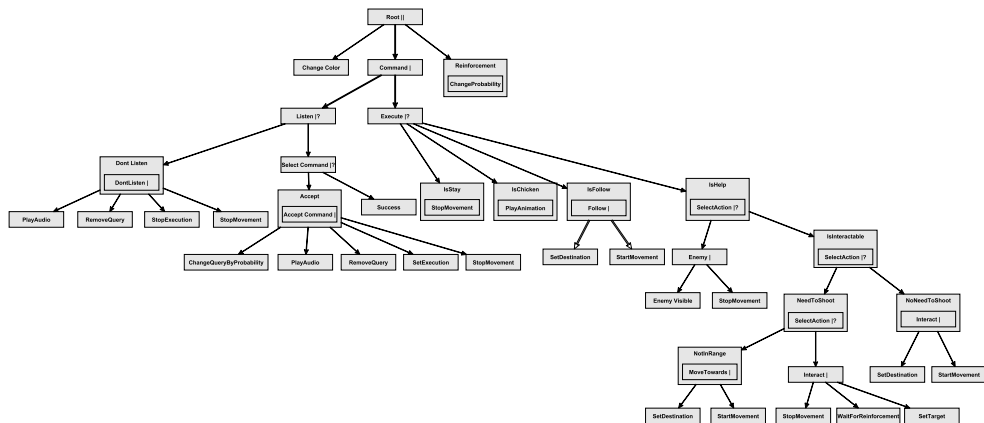 Root ||
Change Color
Command |
Reinforcement
ChangeProbability
Listen |?
Execute |?
Dont Listen
DontListen |
Select Command |?
IsStay
StopMovement
IsChicken
PlayAnimation
IsFollow
Follow |
IsHelp
SelectAction |?
Accept
Accept Command |
Success
PlayAudio
RemoveQuery
StopExecution
StopMovement
IsInteractable
SelectAction |?
ChangeQueryByProbability
PlayAudio
RemoveQuery
SetExecution
StopMovement
SetDestination
StartMovement
Enemy |
Enemy Visible
StopMovement
NeedToShoot
SelectAction |?
NoNeedToShoot
Interact |
NotInRange
MoveTowards |
Interact |
SetDestination
StartMovement
SetDestination
StartMovement
StopMovement
WaitForReinforcement
SetTarget